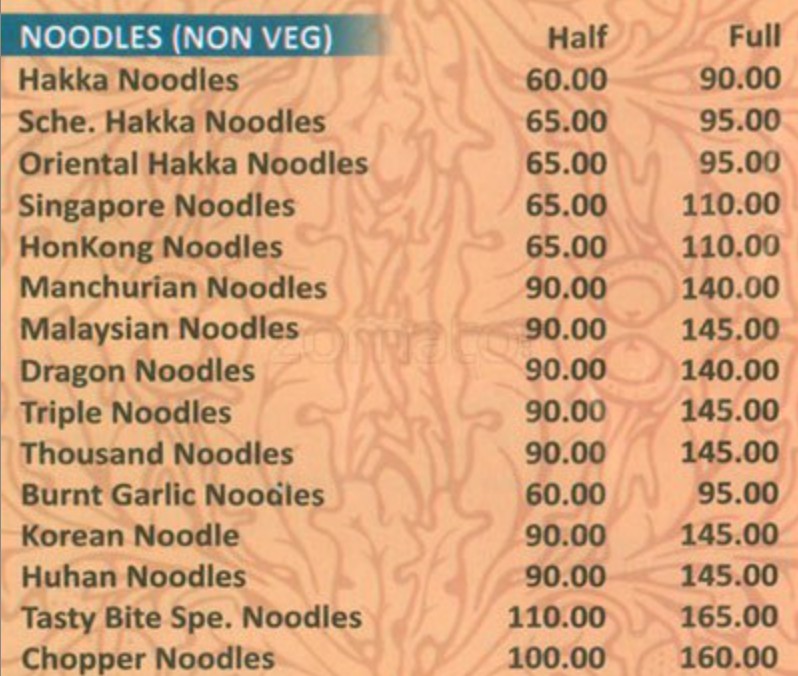 NOODLES (NON VEG) Half Full
Hakka Noodles 60.00 90.00
Sche. Hakka Noodles 65.00 95.00
Oriental Hakka Noodles 65.00 95.00
Singapore Noodles 65.00 110.00
HonKong Noodles 65.00 110.00
Manchurian Noodles 90.00 140.00
Malaysian Noodles 90.00 145.00
Dragon Noodles 90.00 140.00
Triple Noodles 90.00 145.00
Thousand Noodles 90.00 145.00
Burnt Garlic Noodles 60.00 95.00
Korean Noodle 90.00 145.00
Huhan Noodles 90.00 145.00
Tasty Bite Spe. Noodles 110.00 165.00
Chopper Noodles 100.00 160.00